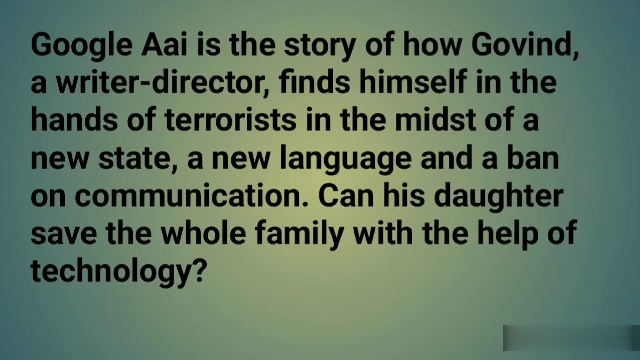 Google Aai is the story of how Govind,
a writer-director, finds himself in the
hands of terrorists in the midst of a
new state, a new language and a ban
on communication. Can his daughter
save the whole family with the help of
technology?